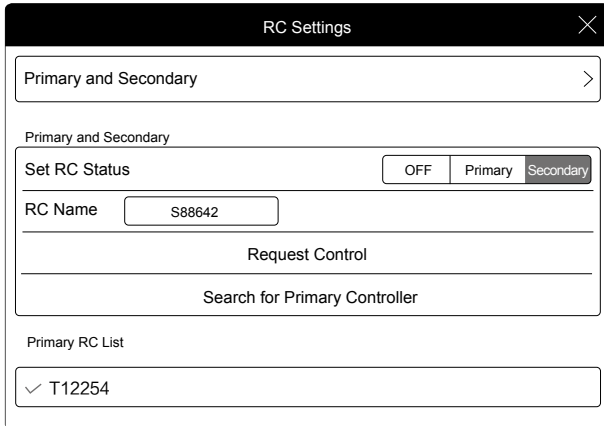 RC Settings
Primary and Secondary
Primary and Secondary
Set RC Status OFF Primary Secondary
RC Name S88642
Request Control
Search for Primary Controller
Primary RC List
T12254